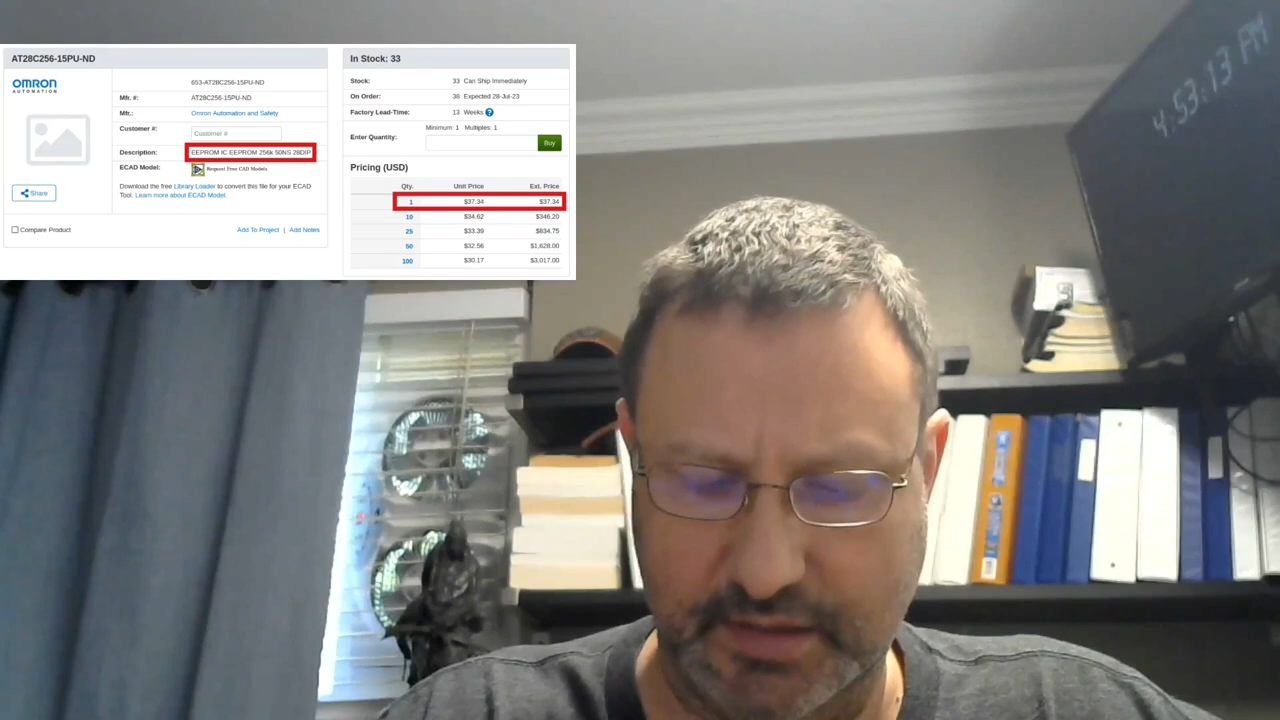 AT28C256-15PU-ND
OMRON
AUTOMATION
653-AT28C256-15PU-ND
Mfr. #: AT28C256-15PU-ND
Mfr.: Omron Automation and Safety
Customer #: Customer #
Description: EEPROM IC EEPROM 256k 50NS 28DIP
ECAD Model: Request Free CAD Models
Share
Download the free Library Loader to convert this file for your ECAD
Tool. Learn more about ECAD Model.
Compare Product
Add To Project | Add Notes
In Stock: 33
Stock: 33 Can Ship Immediately
On Order: 38 Expected 28-Jul-23
Factory Lead-Time: 13 Weeks ?
Minimum: 1 Multiples: 1
Enter Quantity: Buy
Pricing (USD)
Qty. Unit Price Ext. Price
1 $37.34 $37.34
10 $34.62 $346.20
25 $33.39 $834.75
50 $32.56 $1,628.00
100 $30.17 $3,017.00
4:53:13 PM